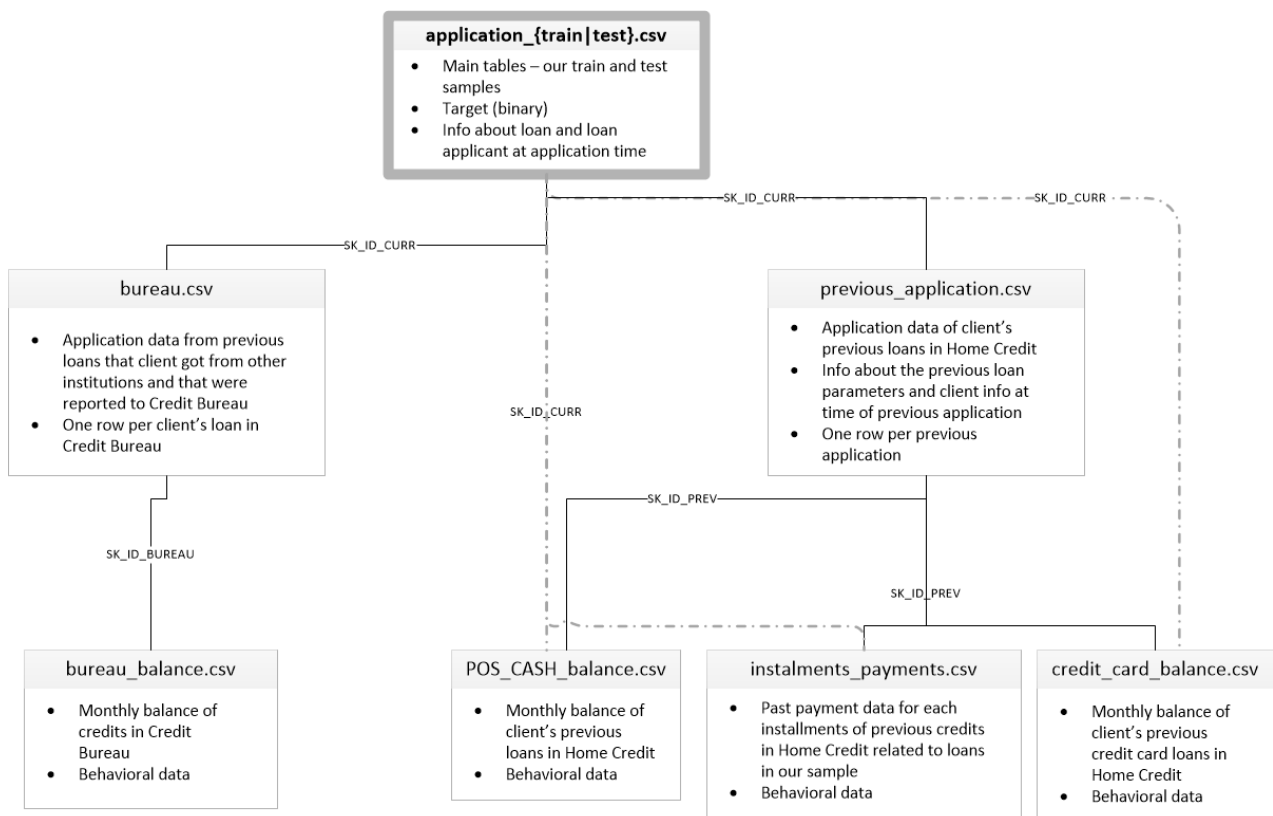 application_{train|test}.csv
• Main tables – our train and test
samples
• Target (binary)
• Info about loan and loan
applicant at application time
SK_ID_CURR
SK_ID_CURR
SK_ID_CURR
bureau.csv
• Application data from previous
loans that client got from other
institutions and that were
reported to Credit Bureau
• One row per client's loan in
Credit Bureau
previous_application.csv
• Application data of client's
previous loans in Home Credit
• Info about the previous loan
parameters and client info at
time of previous application
• One row per previous
application
SK_ID_CURR
SK_ID_PREV
SK_ID_BUREAU
SK_ID_PREV
bureau_balance.csv
• Monthly balance of
credits in Credit
Bureau
• Behavioral data
POS_CASH_balance.csv
• Monthly balance of
client's previous
loans in Home Credit
• Behavioral data
instalments_payments.csv
• Past payment data for each
installments of previous credits
in Home Credit related to loans
in our sample
• Behavioral data
credit_card_balance.csv
• Monthly balance of
client's previous
credit card loans in
Home Credit
• Behavioral data